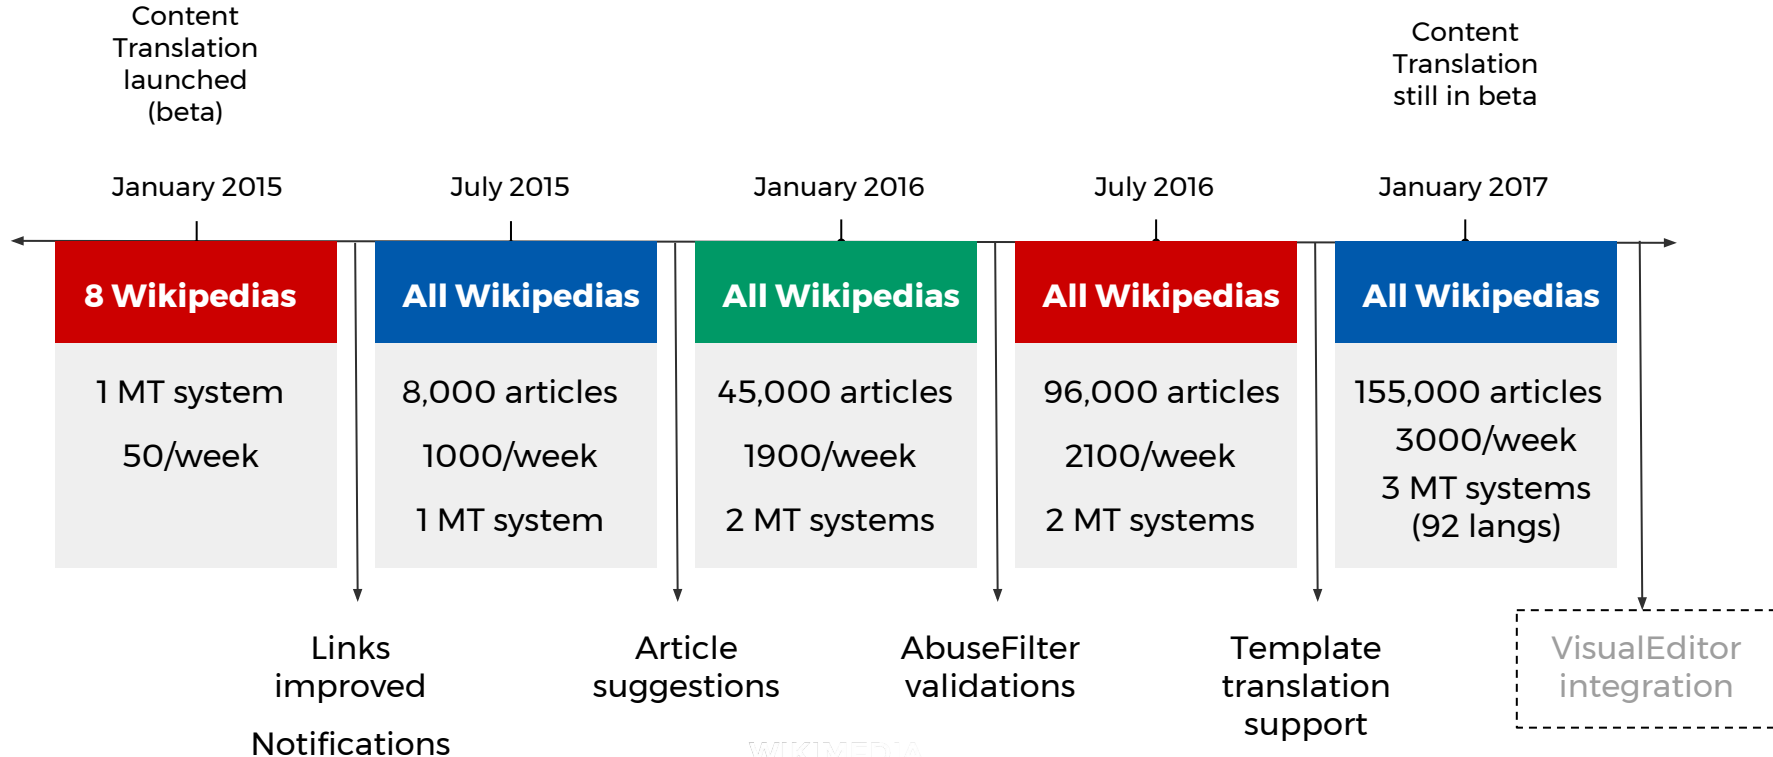 Content
Translation
launched
(beta)
Content
Translation
still in beta
January 2015
July 2015
January 2016
July 2016
January 2017
8 Wikipedias
All Wikipedias
All Wikipedias
All Wikipedias
All Wikipedias
1 MT system
50/week
8,000 articles
1000/week
1 MT system
45,000 articles
1900/week
2 MT systems
96,000 articles
2100/week
2 MT systems
155,000 articles
3000/week
3 MT systems
(92 langs)
Links
improved
Notifications
Article
suggestions
AbuseFilter
validations
Template
translation
support
VisualEditor
integration
WIKIMEDIA